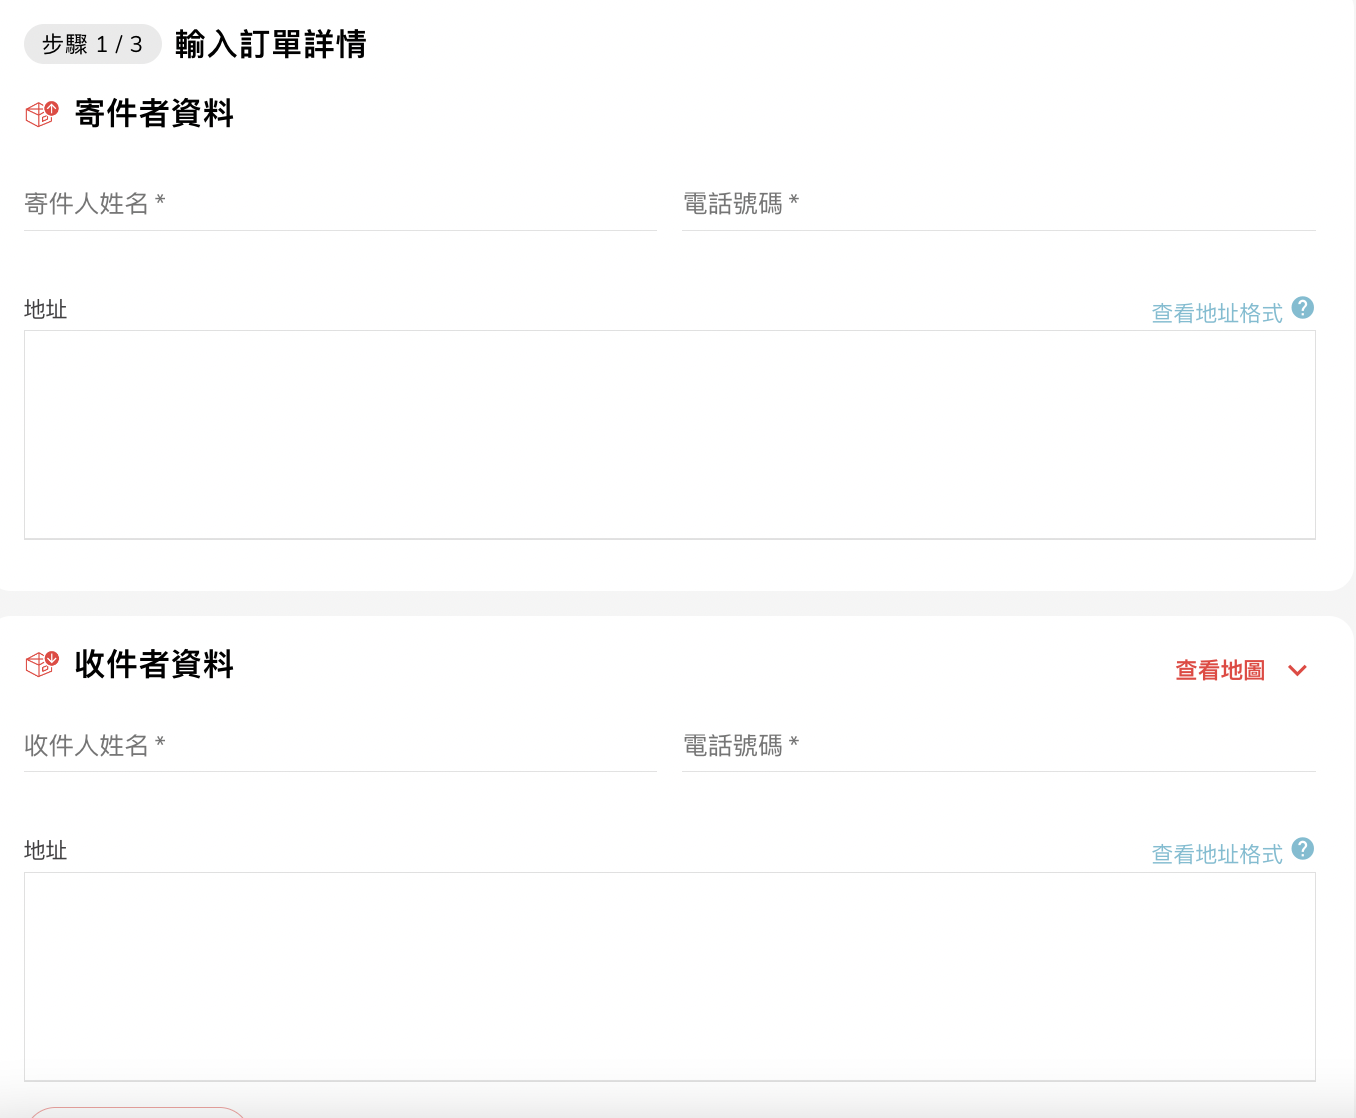 步驟 1 / 3 輸入訂單詳情
寄件者資料
寄件人姓名 * 電話號碼 *
地址 查看地址格式 ?
收件者資料 查看地圖
收件人姓名 * 電話號碼 *
地址 查看地址格式 ?